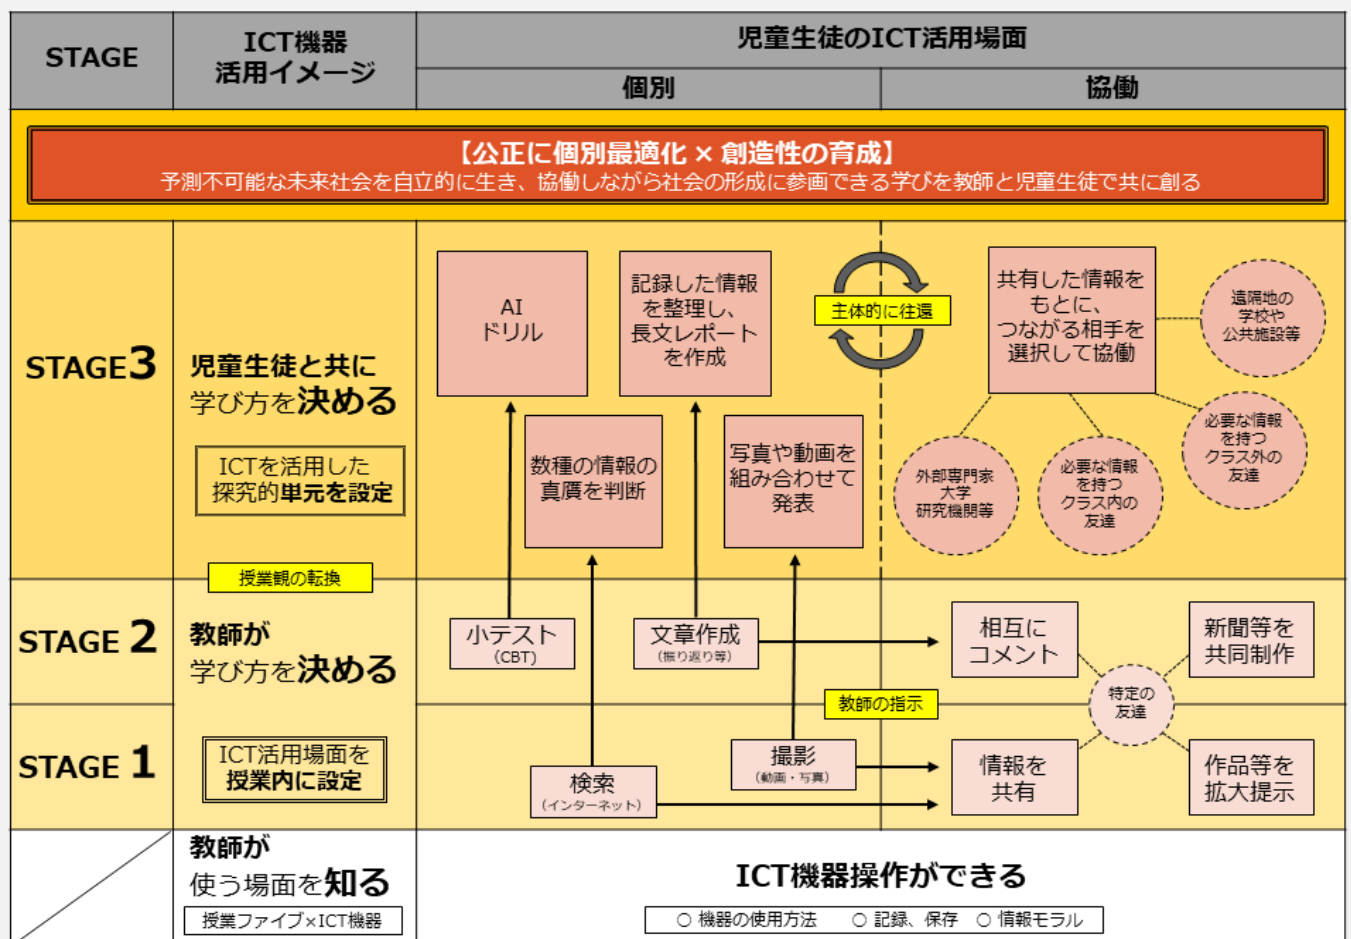 STAGE
ICT機器
活用イメージ
児童生徒のICT活用場面
個別
協働
【公正に個別最適化 × 創造性の育成】
予測不可能な未来社会を自立的に生き、協働しながら社会の形成に参画できる学びを教師と児童生徒で共に創る
STAGE3
児童生徒と共に
学び方を決める
ICTを活用した
探究的単元を設定
AI
ドリル
記録した情報
を整理し、
長文レポート
を作成
数種の情報の
真贋を判断
写真や動画を
組み合わせて
発表
主体的に往還
共有した情報を
もとに、
つながる相手を
選択して協働
遠隔地の
学校や
公共施設等
必要な情報
を持つ
クラス外の
友達
外部専門家
大学
研究機関等
必要な情報
を持つ
クラス内の
友達
授業観の転換
STAGE 2
教師が
学び方を決める
小テスト
(CBT)
文章作成
(振り返り等)
相互に
コメント
新聞等を
共同制作
教師の指示
特定の
友達
STAGE 1
ICT活用場面を
授業内に設定
検索
(インターネット)
撮影
(動画・写真)
情報を
共有
作品等を
拡大提示
教師が
使う場面を知る
授業ファイブ×ICT機器
ICT機器操作ができる
○ 機器の使用方法 ○ 記録、保存 ○ 情報モラル